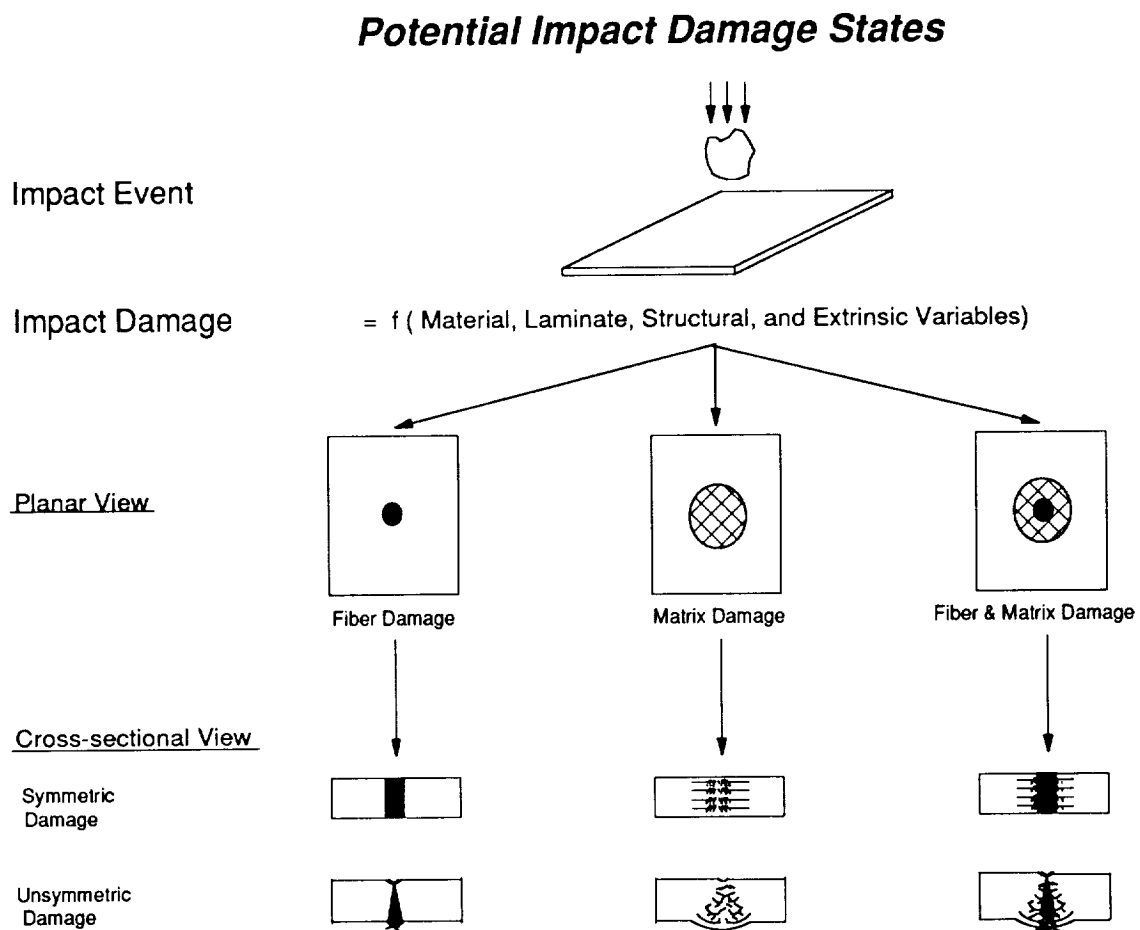 Potential Impact Damage States
Impact Event
Impact Damage
= f ( Material, Laminate, Structural, and Extrinsic Variables)
Planar View
Fiber Damage
Matrix Damage
Fiber & Matrix Damage
Cross-sectional View
Symmetric
Damage
Unsymmetric
Damage